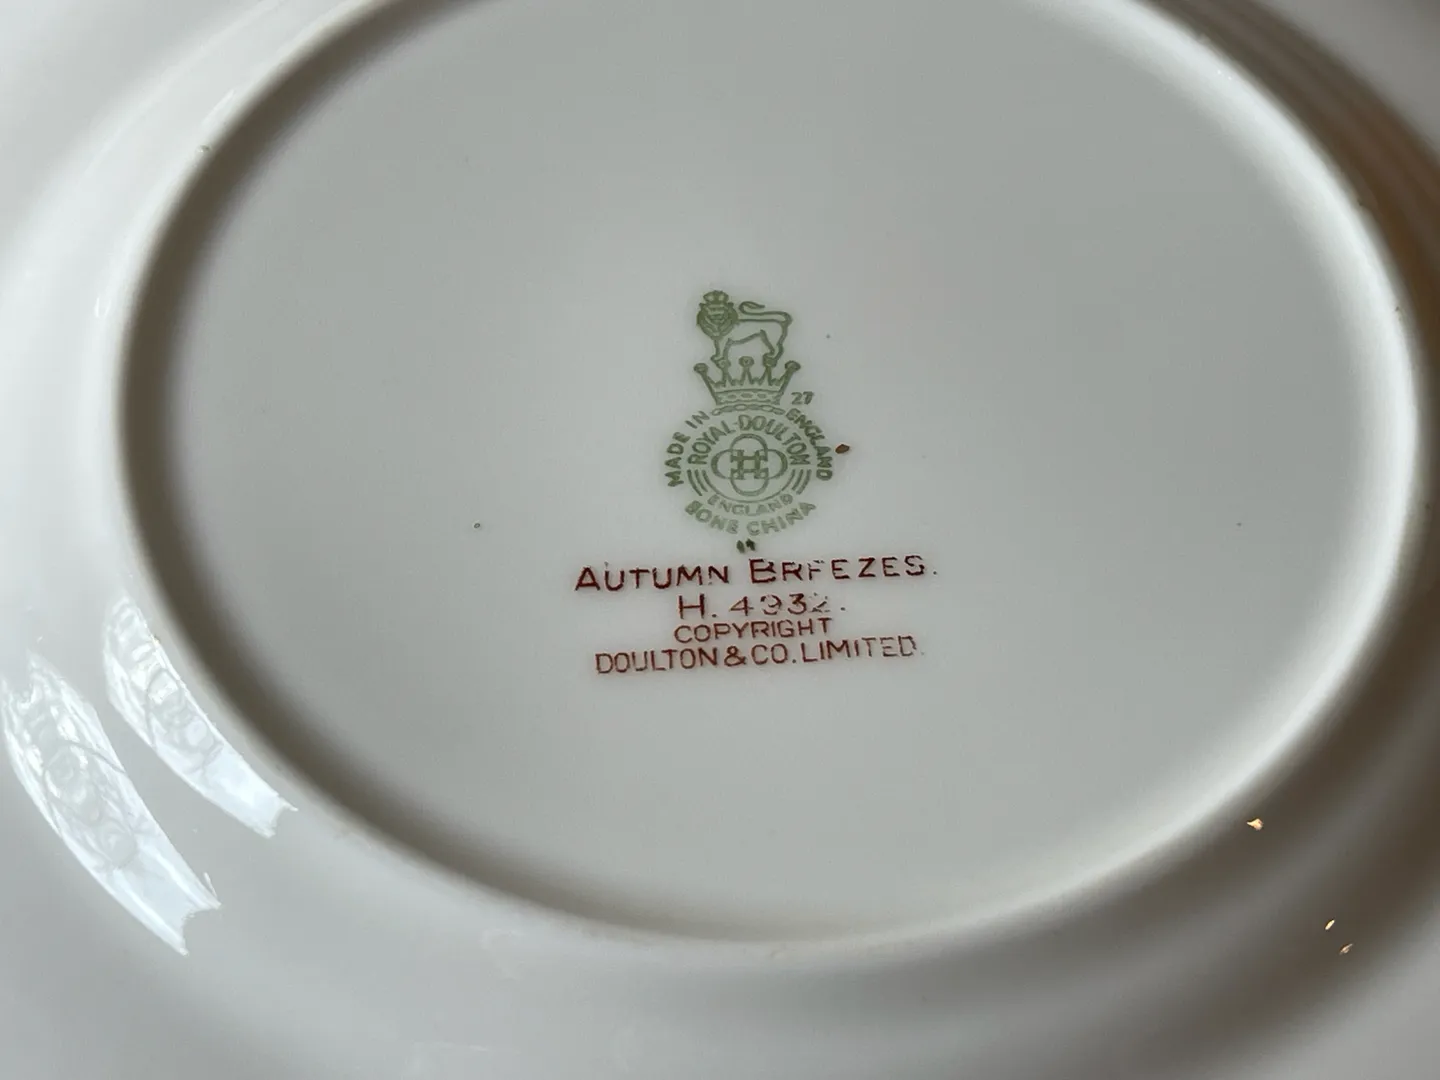 27
MADE IN ENGLAND
ROYAL DOULTON
ENGLAND
BONE CHINA
AUTUMN BREEZES.
H. 4932.
COPYRIGHT
DOULTON & CO. LIMITED.